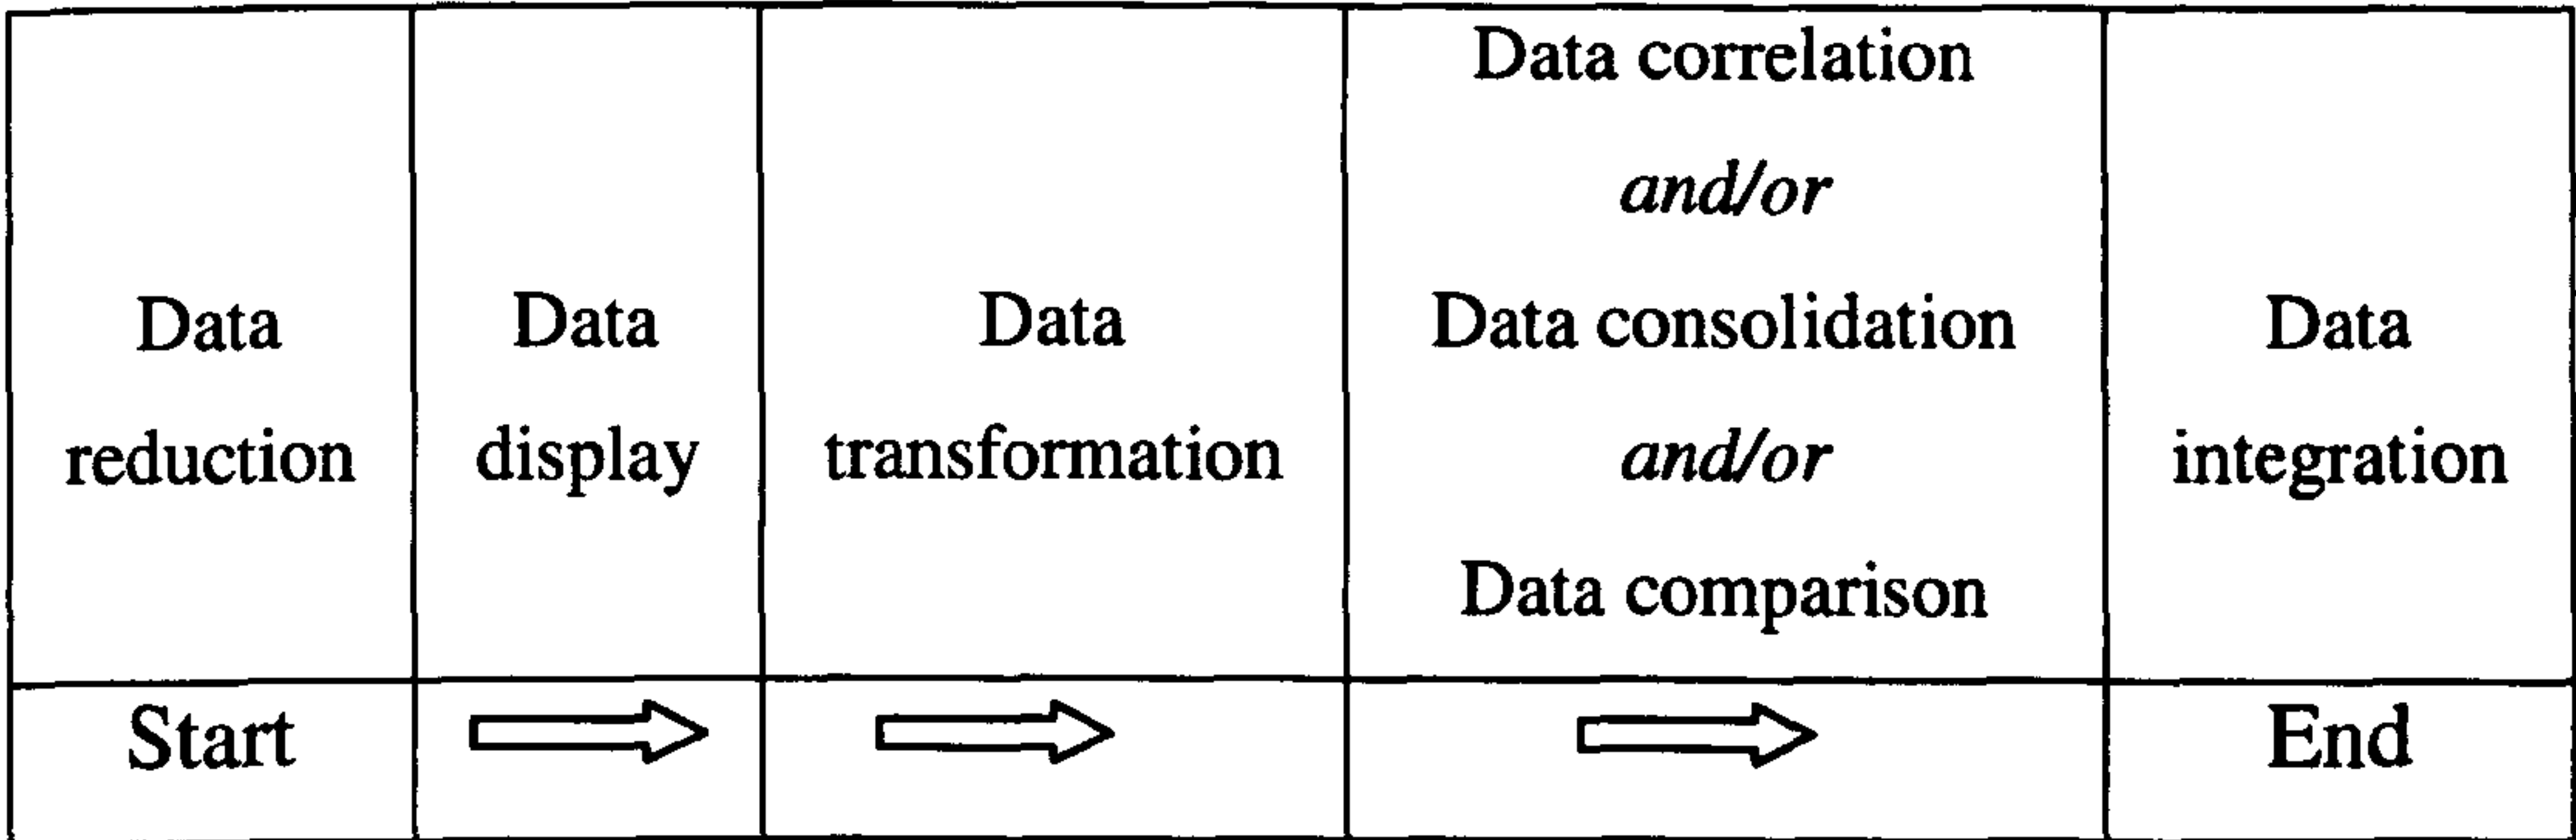 Data
reduction
Data
display
Data
transformation
Data correlation
and/or
Data consolidation
and/or
Data comparison
Data
integration
Start
End